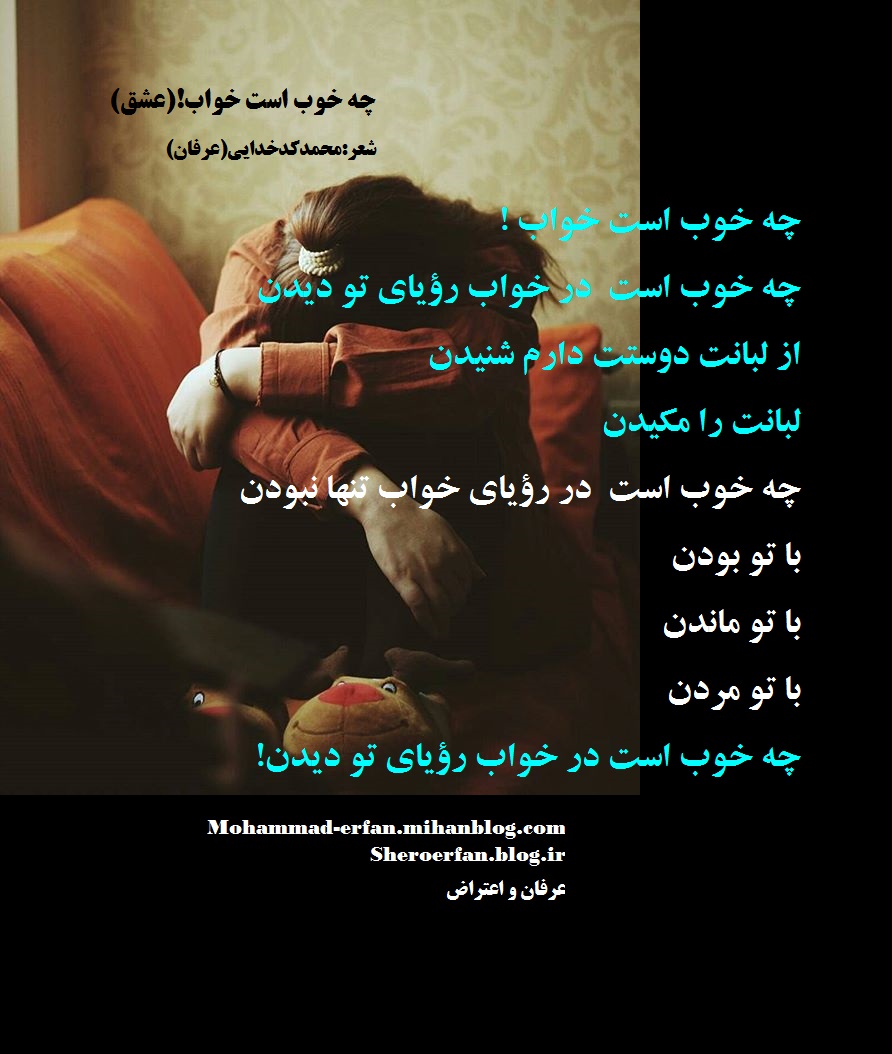 چه خوب است خواب!(عشق)
شعر:محمدکدخدایی(عرفان)
چه خوب است خواب !
چه خوب است در خواب رؤیای تو دیدن
از لبانت دوستت دارم شنیدن
لبانت را مکیدن
چه خوب است در رؤیای خواب تنها نبودن
با تو بودن
با تو ماندن
با تو مردن
چه خوب است در خواب رؤیای تو دیدن!
Mohammad-erfan.mihanblog.com
Sheroerfan.blog.ir
عرفان و اعتراض